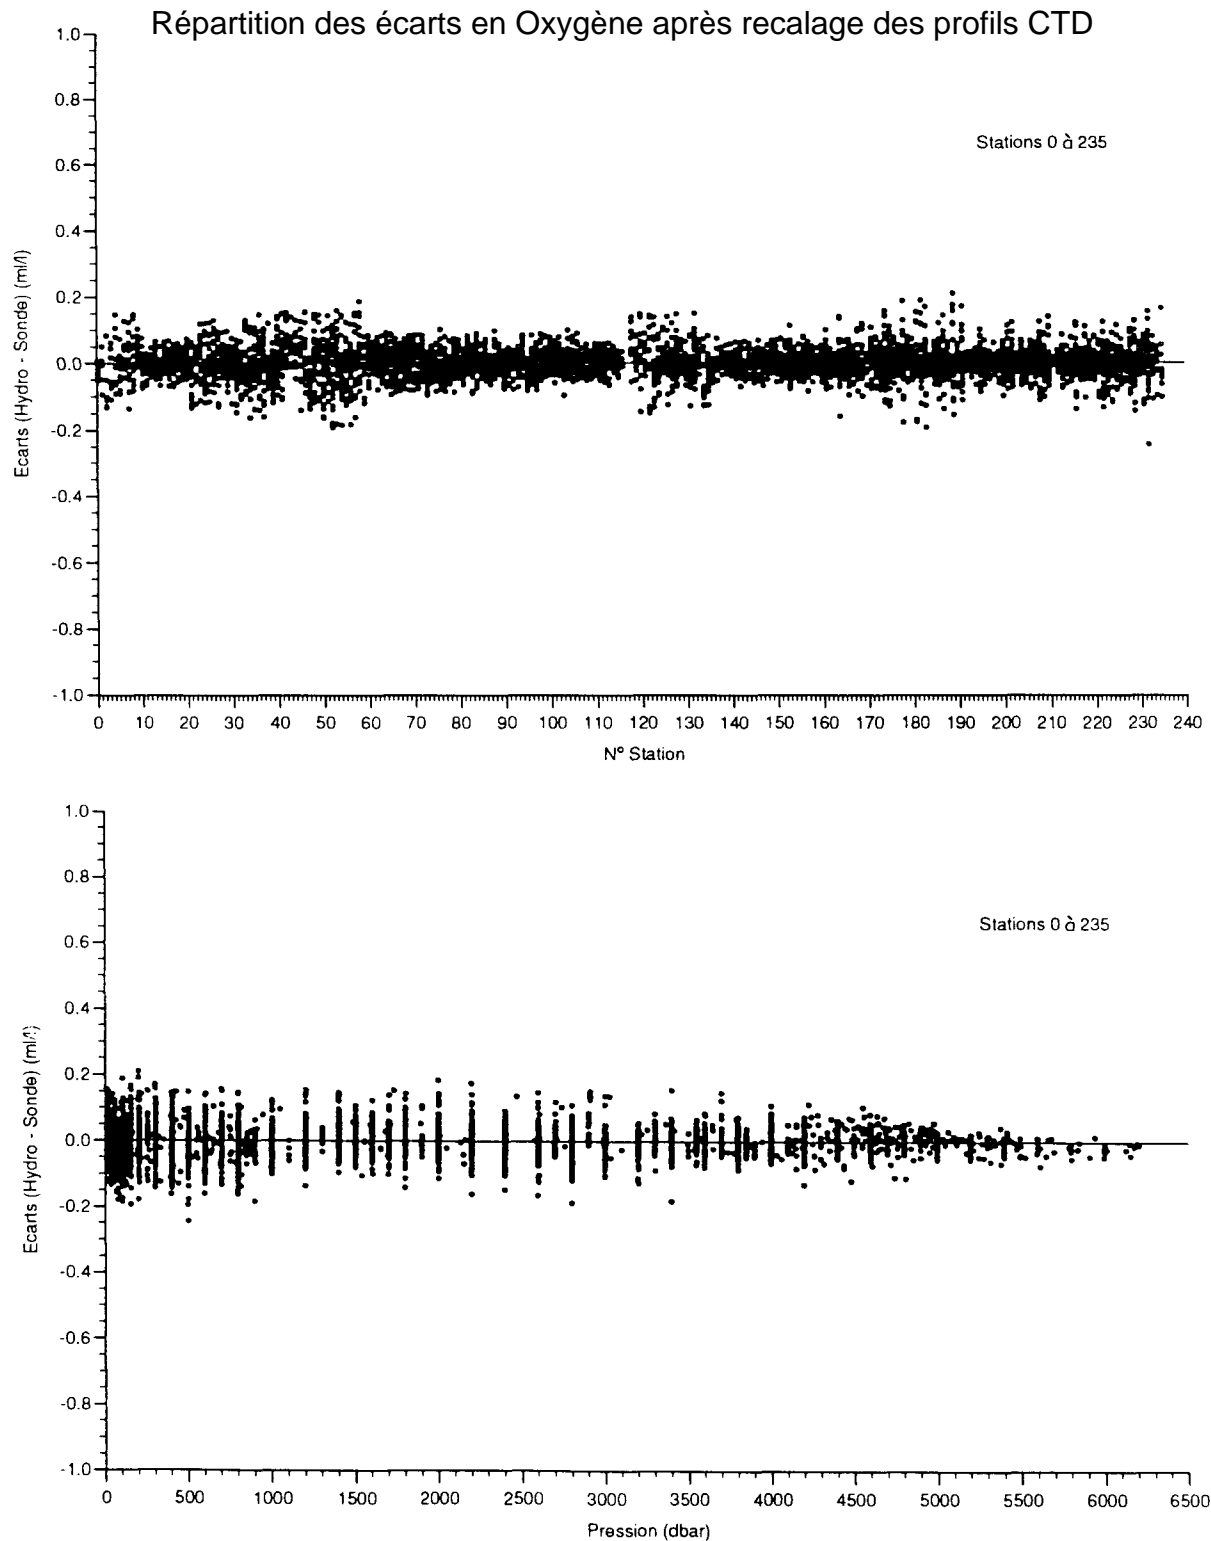 Répartition des écarts en Oxygène après recalage des profils CTD
1.0
0.8
0.6
0.4
0.2
0.0
-0.2
-0.4
-0.6
-0.8
-1.0
Ecarts (Hydro - Sonde) (ml/l)
Stations 0 à 235
0 10 20 30 40 50 60 70 80 90 100 110 120 130 140 150 160 170 180 190 200 210 220 230 240
N° Station
1.0
0.8
0.6
0.4
0.2
0.0
-0.2
-0.4
-0.6
-0.8
-1.0
Ecarts (Hydro - Sonde) (ml/l)
Stations 0 à 235
0 500 1000 1500 2000 2500 3000 3500 4000 4500 5000 5500 6000 6500
Pression (dbar)